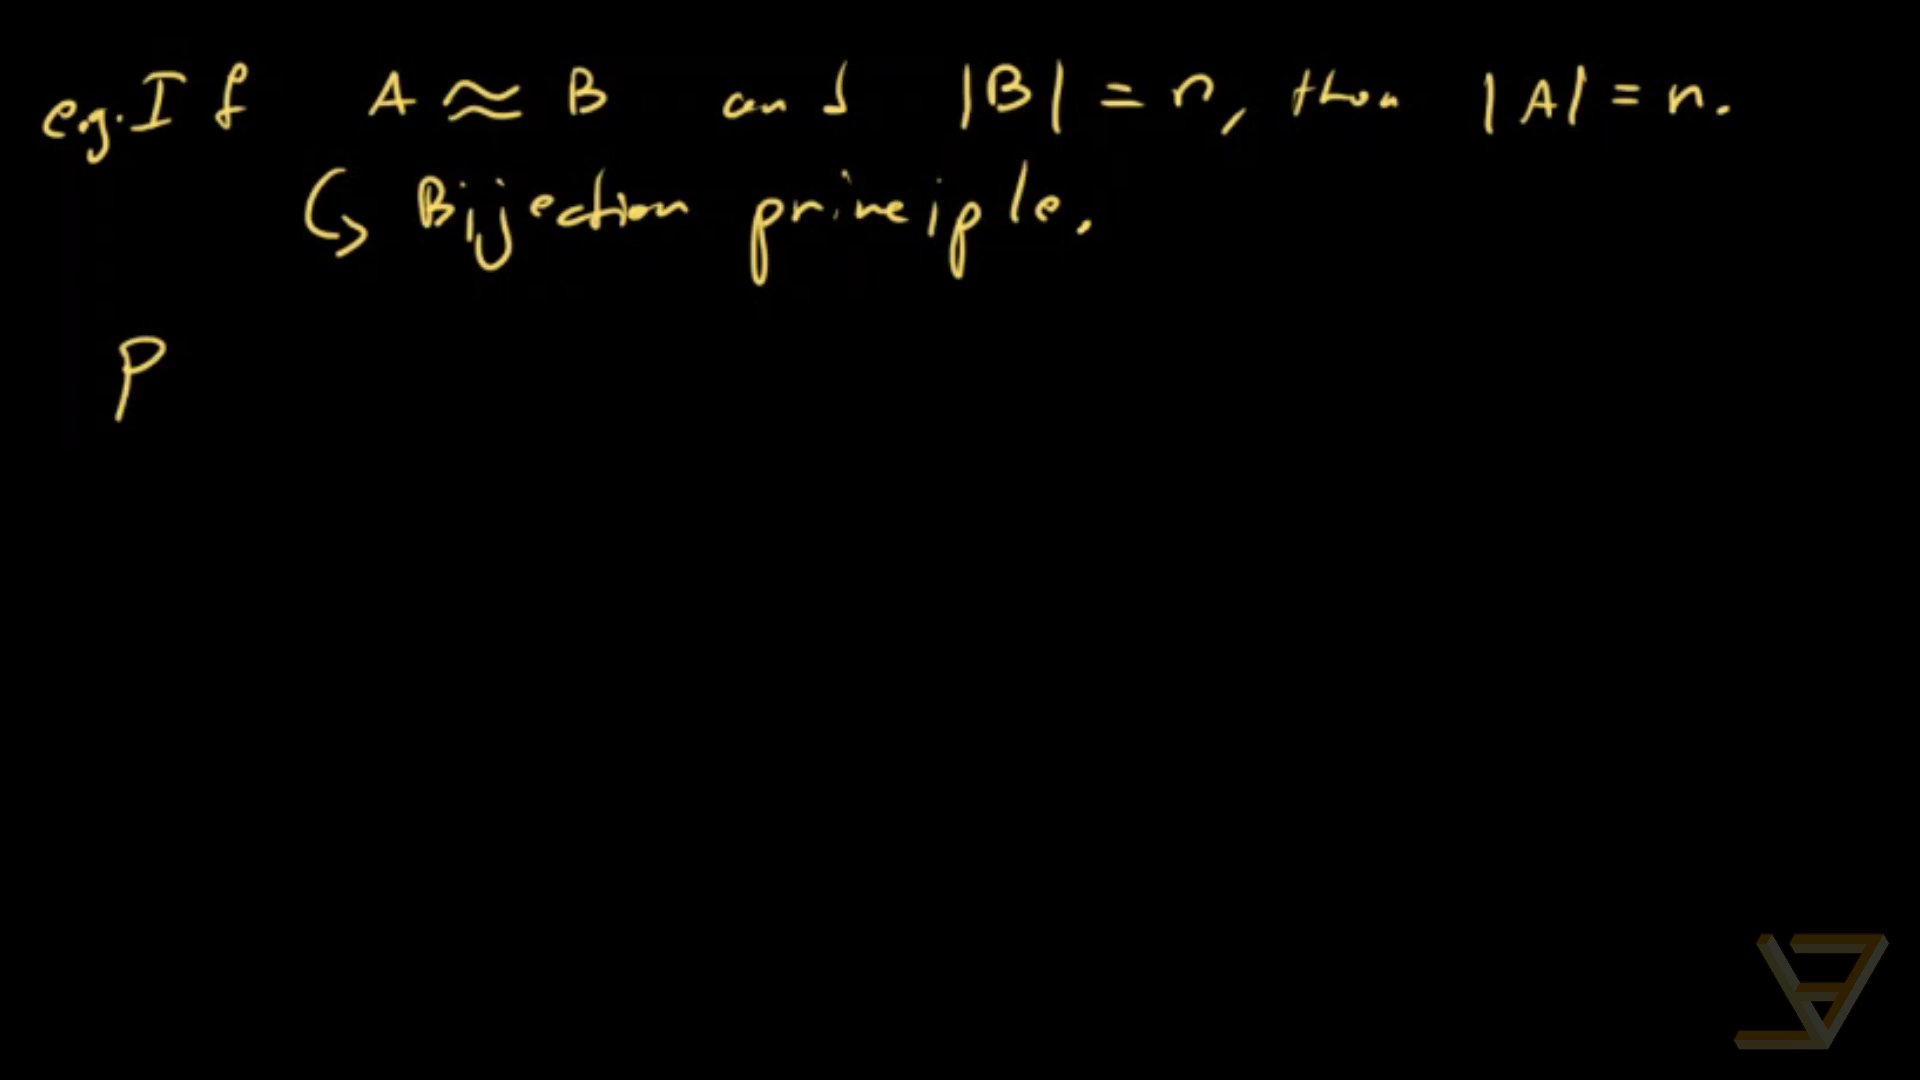 e.g. If A ≈ B and |B| = n, then |A| = n.
↳ Bijection principle.
P